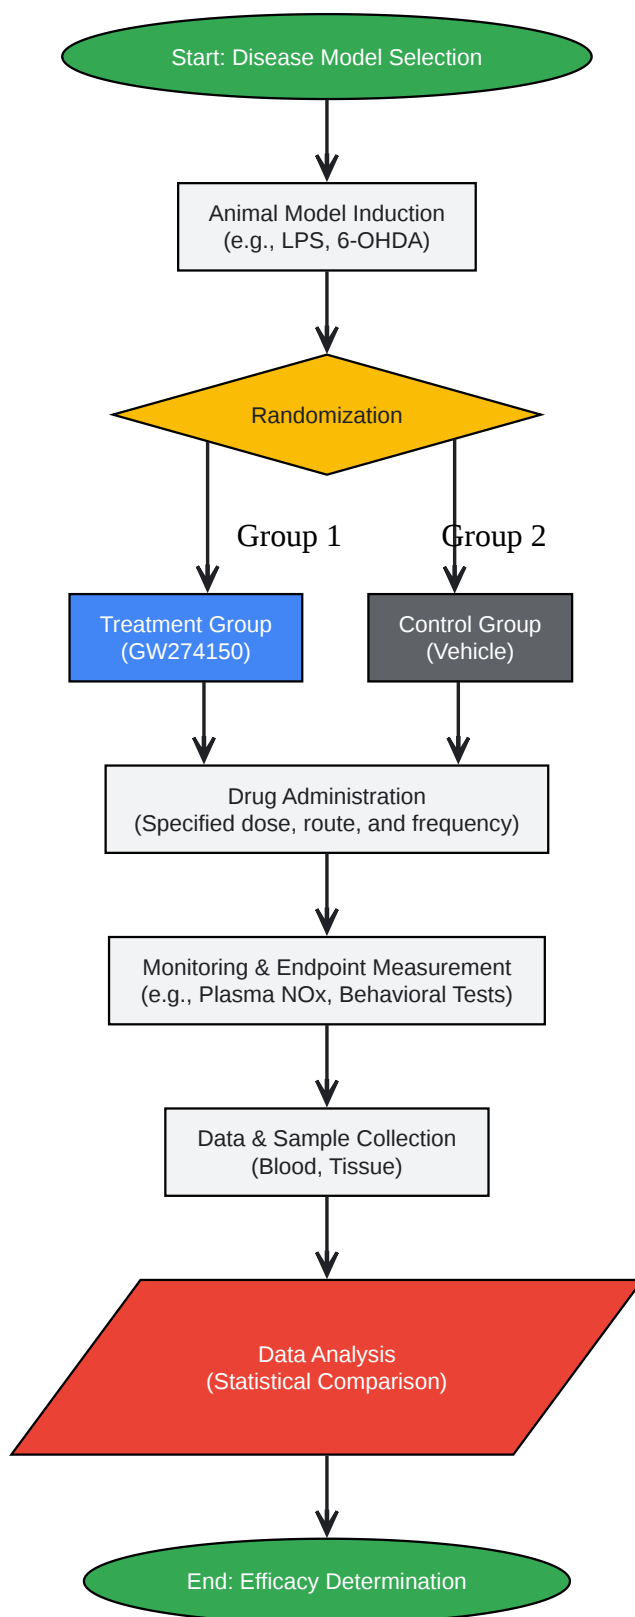 Start: Disease Model Selection
Animal Model Induction
(e.g., LPS, 6-OHDA)
Randomization
Group 1
Group 2
Treatment Group
(GW274150)
Control Group
(Vehicle)
Drug Administration
(Specified dose, route, and frequency)
Monitoring & Endpoint Measurement
(e.g., Plasma NOx, Behavioral Tests)
Data & Sample Collection
(Blood, Tissue)
Data Analysis
(Statistical Comparison)
End: Efficacy Determination